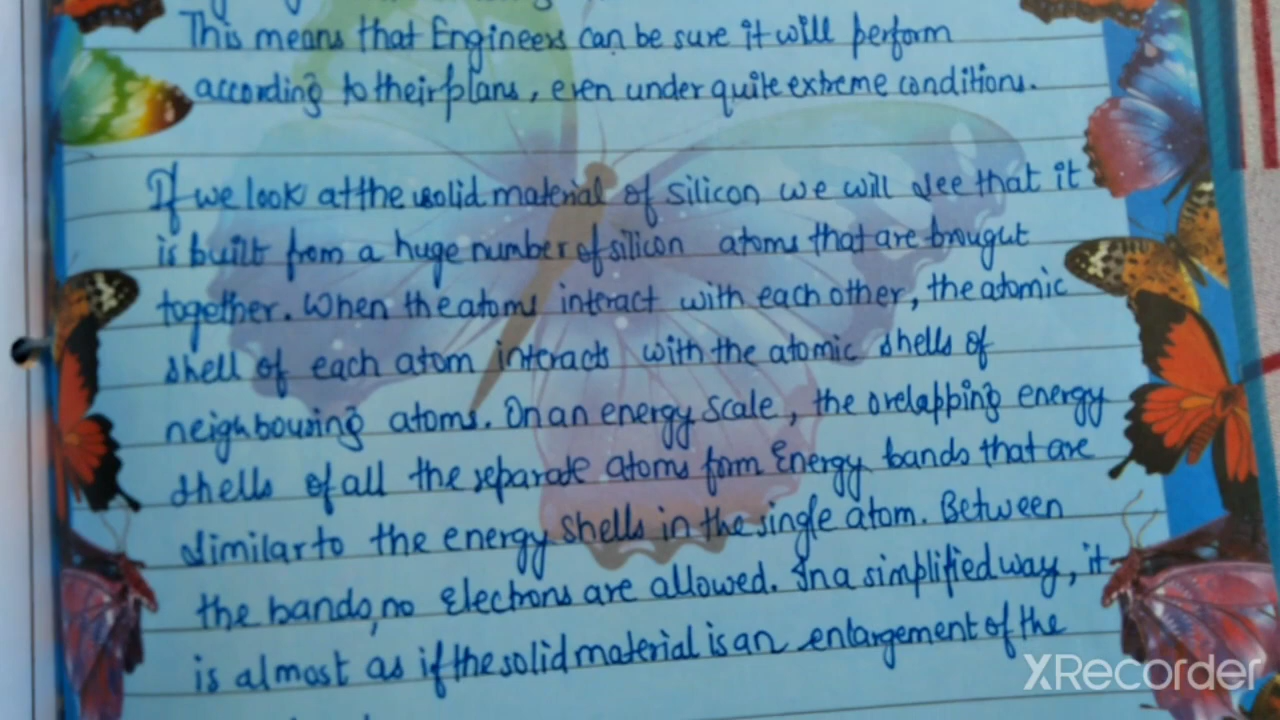 This means that Engineers can be sure it will perform
according to their plans, even under quite extreme conditions.
If we look at the solid material of silicon we will see that it
is built from a huge number of silicon atoms that are brought
together. When the atoms interact with each other, the atomic
shell of each atom interacts with the atomic shells of
neighbouring atoms. On an energy scale, the ovelapping energy
shells of all the separate atoms form Energy bands that are
similar to the energy shells in the single atom. Between
the bands, no Electrons are allowed. In a simplified way, it
is almost as if the solid material is an enlargement of the
XRecorder